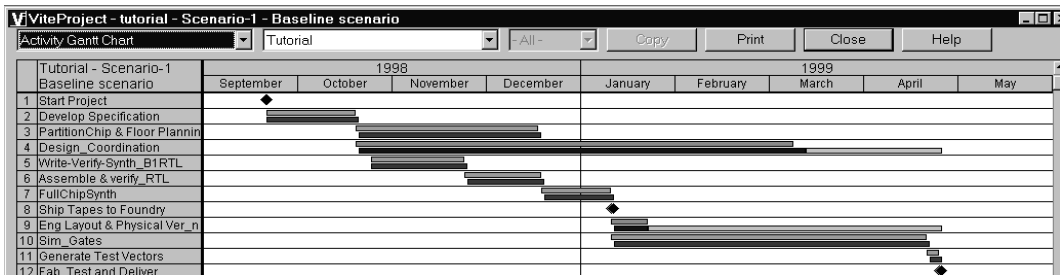 ViteProject - tutorial - Scenario-1 - Baseline scenario
Activity Gantt Chart Tutorial - All - Copy Print Close Help
Tutorial - Scenario-1 1998 1999
Baseline scenario September October November December January February March April May
1 Start Project
2 Develop Specification
3 PartitionChip & Floor Plannin
4 Design_Coordination
5 Write-Verify-Synth_B1RTL
6 Assemble & verify_RTL
7 FullChipSynth
8 Ship Tapes to Foundry
9 Eng Layout & Physical Ver_n
10 Sim_Gates
11 Generate Test Vectors
12 Fab, Test and Deliver